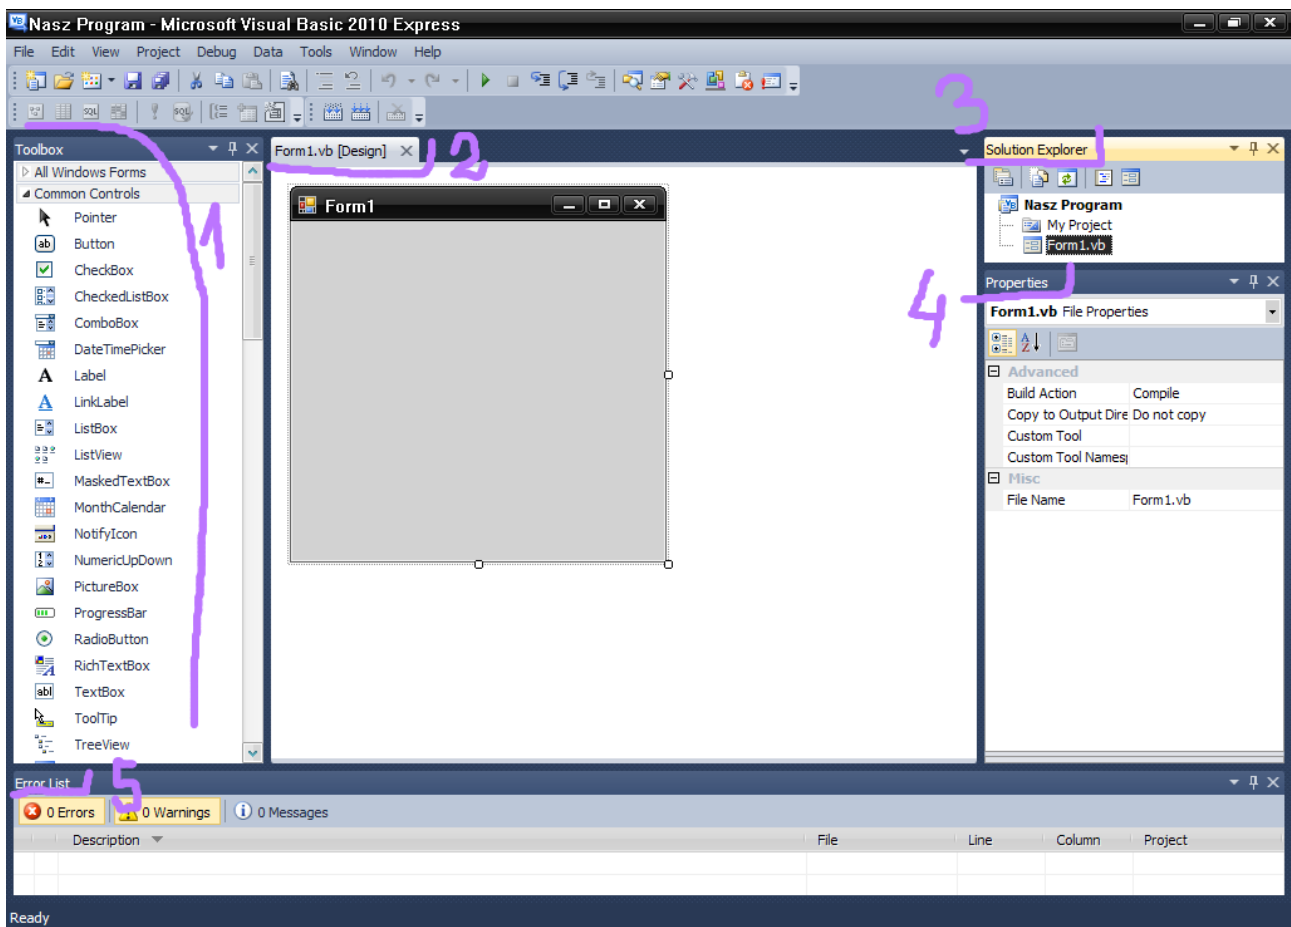 Nasz Program - Microsoft Visual Basic 2010 Express
File Edit View Project Debug Data Tools Window Help
3
Toolbox
Form1.vb [Design]
2
Solution Explorer
All Windows Forms
Common Controls
1
Pointer
Button
CheckBox
CheckedListBox
ComboBox
DateTimePicker
Label
LinkLabel
ListBox
ListView
MaskedTextBox
MonthCalendar
NotifyIcon
NumericUpDown
PictureBox
ProgressBar
RadioButton
RichTextBox
TextBox
ToolTip
TreeView
Form1
Nasz Program
My Project
Form1.vb
4
Properties
Form1.vb File Properties
Advanced
Build Action Compile
Copy to Output Dire Do not copy
Custom Tool
Custom Tool Names
Misc
File Name Form1.vb
Error List
5
0 Errors 0 Warnings 0 Messages
Description File Line Column Project
Ready